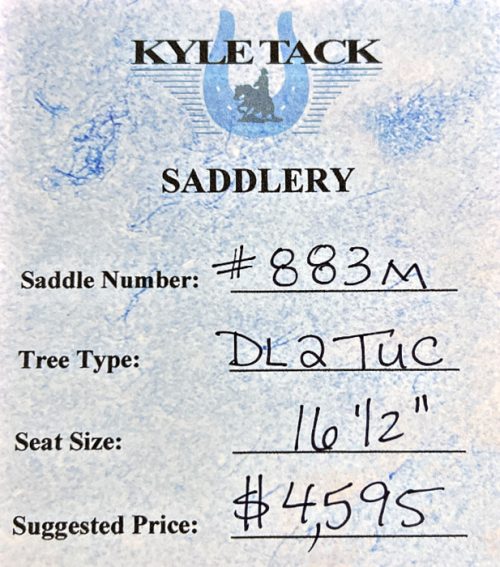 KYLE TACK
SADDLERY
Saddle Number: #883M
Tree Type: DL2TUC
Seat Size: 16 1/2"
Suggested Price: $4,595